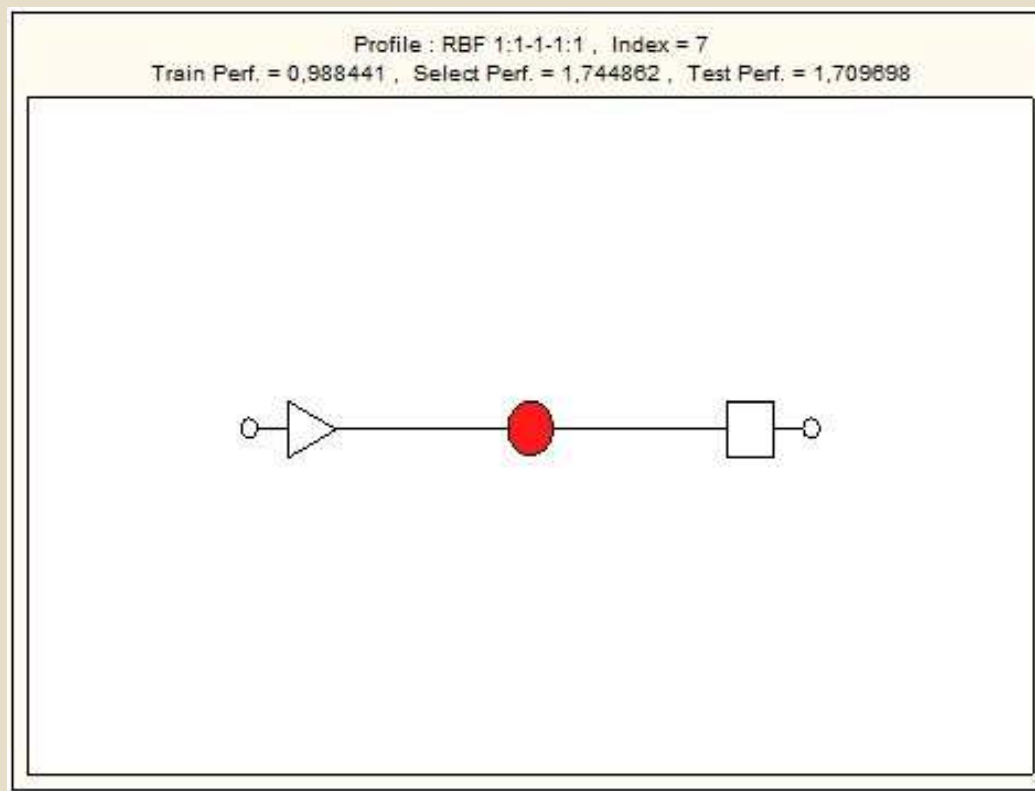 Profile : RBF 1:1-1-1:1 , Index = 7
Train Perf. = 0,988441 , Select Perf. = 1,744862 , Test Perf. = 1,709698